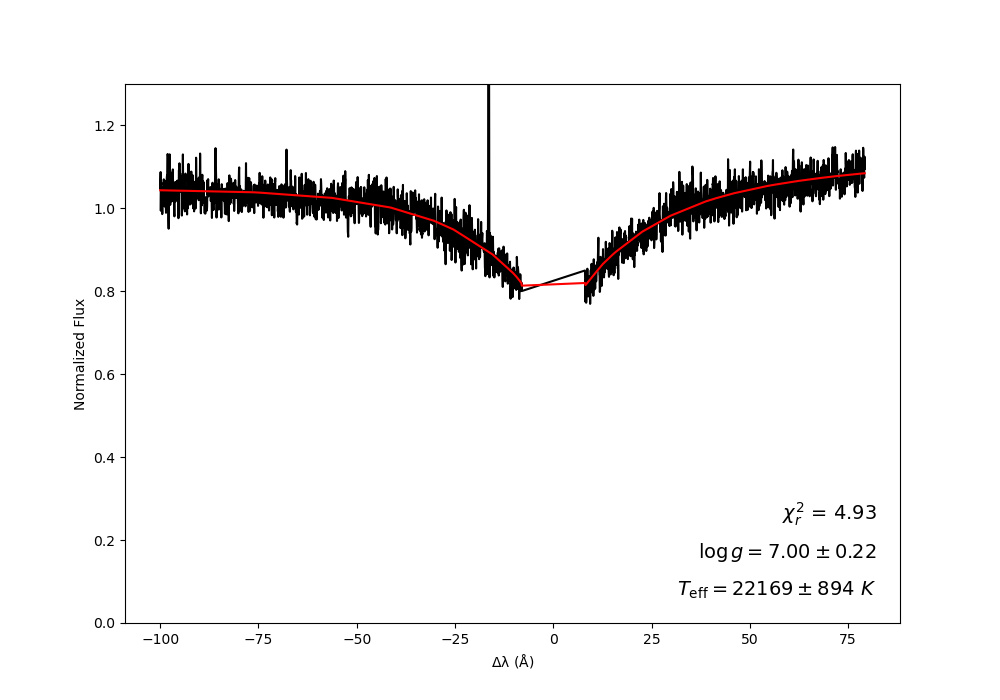 1.2
1.0
0.8
0.6
0.4
0.2
0.0
Normalized Flux
χ²ᵣ = 4.93
log g = 7.00 ± 0.22
T_eff = 22169 ± 894 K
−100 −75 −50 −25 0 25 50 75
Δλ (Å)